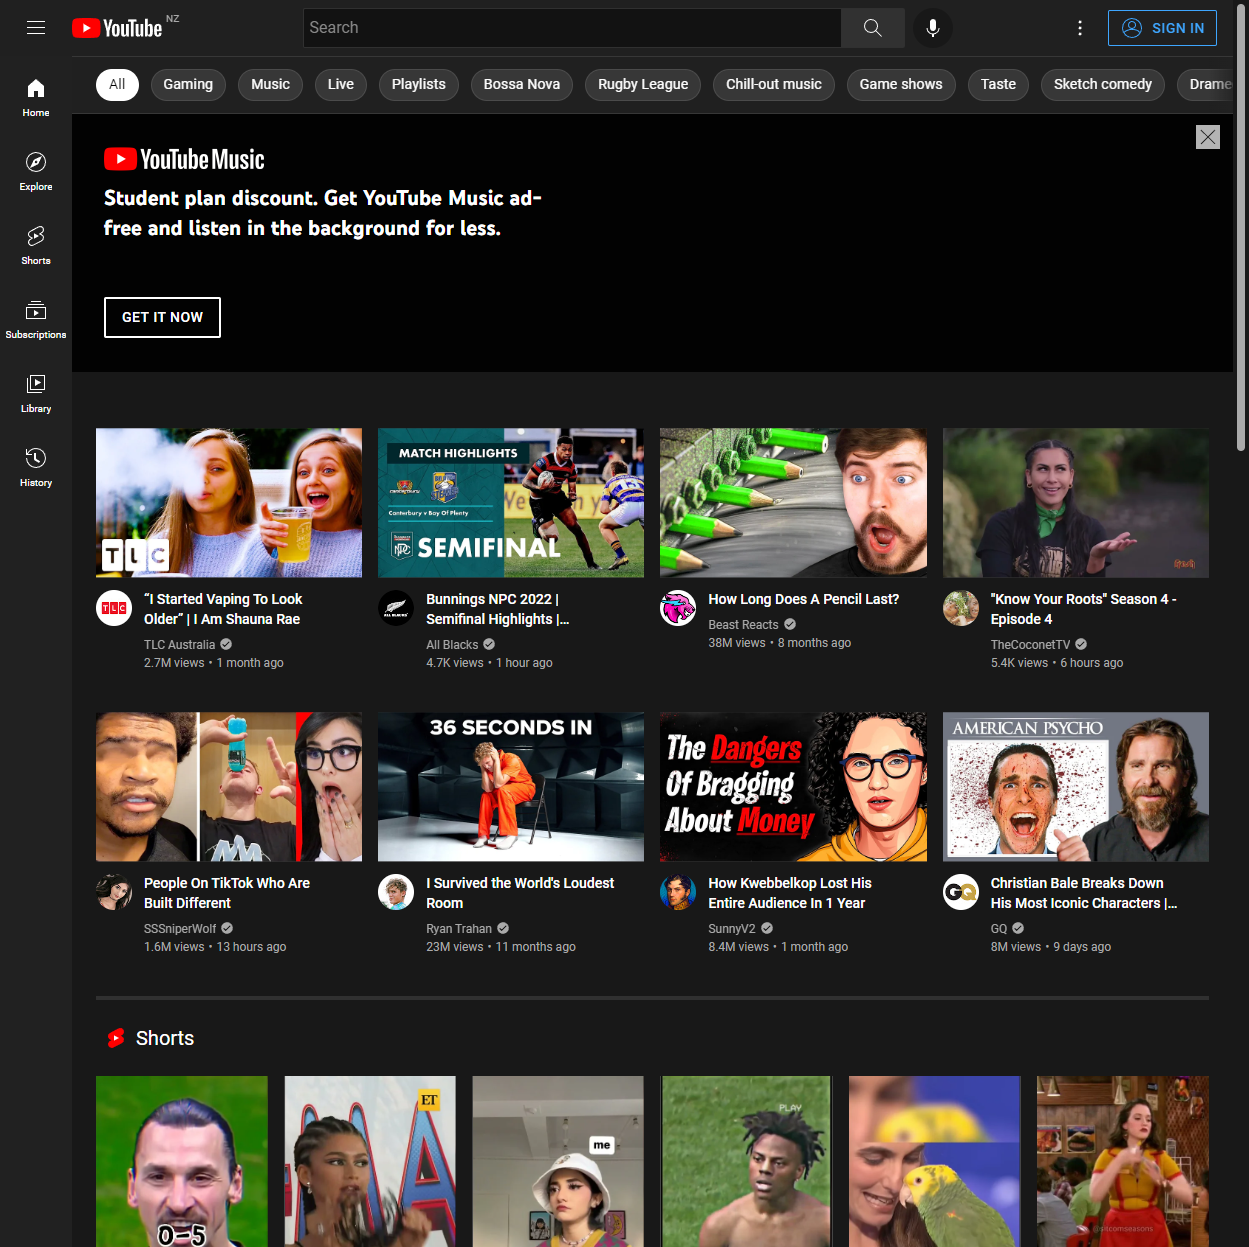 YouTube NZ
Search
SIGN IN
Home
Explore
Shorts
Subscriptions
Library
History
All
Gaming
Music
Live
Playlists
Bossa Nova
Rugby League
Chill-out music
Game shows
Taste
Sketch comedy
Drame
YouTube Music
Student plan discount. Get YouTube Music ad-
free and listen in the background for less.
GET IT NOW
TLC
TLC
“I Started Vaping To Look
Older” | I Am Shauna Rae
TLC Australia
2.7M views • 1 month ago
MATCH HIGHLIGHTS
Canterbury v Bay Of Plenty
NPC
SEMIFINAL
ALL BLACKS
Bunnings NPC 2022 |
Semifinal Highlights |...
All Blacks
4.7K views • 1 hour ago
How Long Does A Pencil Last?
Beast Reacts
38M views • 8 months ago
"Know Your Roots" Season 4 -
Episode 4
TheCoconetTV
5.4K views • 6 hours ago
People On TikTok Who Are
Built Different
SSSniperWolf
1.6M views • 13 hours ago
36 SECONDS IN
I Survived the World's Loudest
Room
Ryan Trahan
23M views • 11 months ago
The Dangers
Of Bragging
About Money
How Kwebbelkop Lost His
Entire Audience In 1 Year
SunnyV2
8.4M views • 1 month ago
AMERICAN PSYCHO
GQ
Christian Bale Breaks Down
His Most Iconic Characters |...
GQ
8M views • 9 days ago
Shorts
0-5
ET
me
PLAY
@sitcomseasons